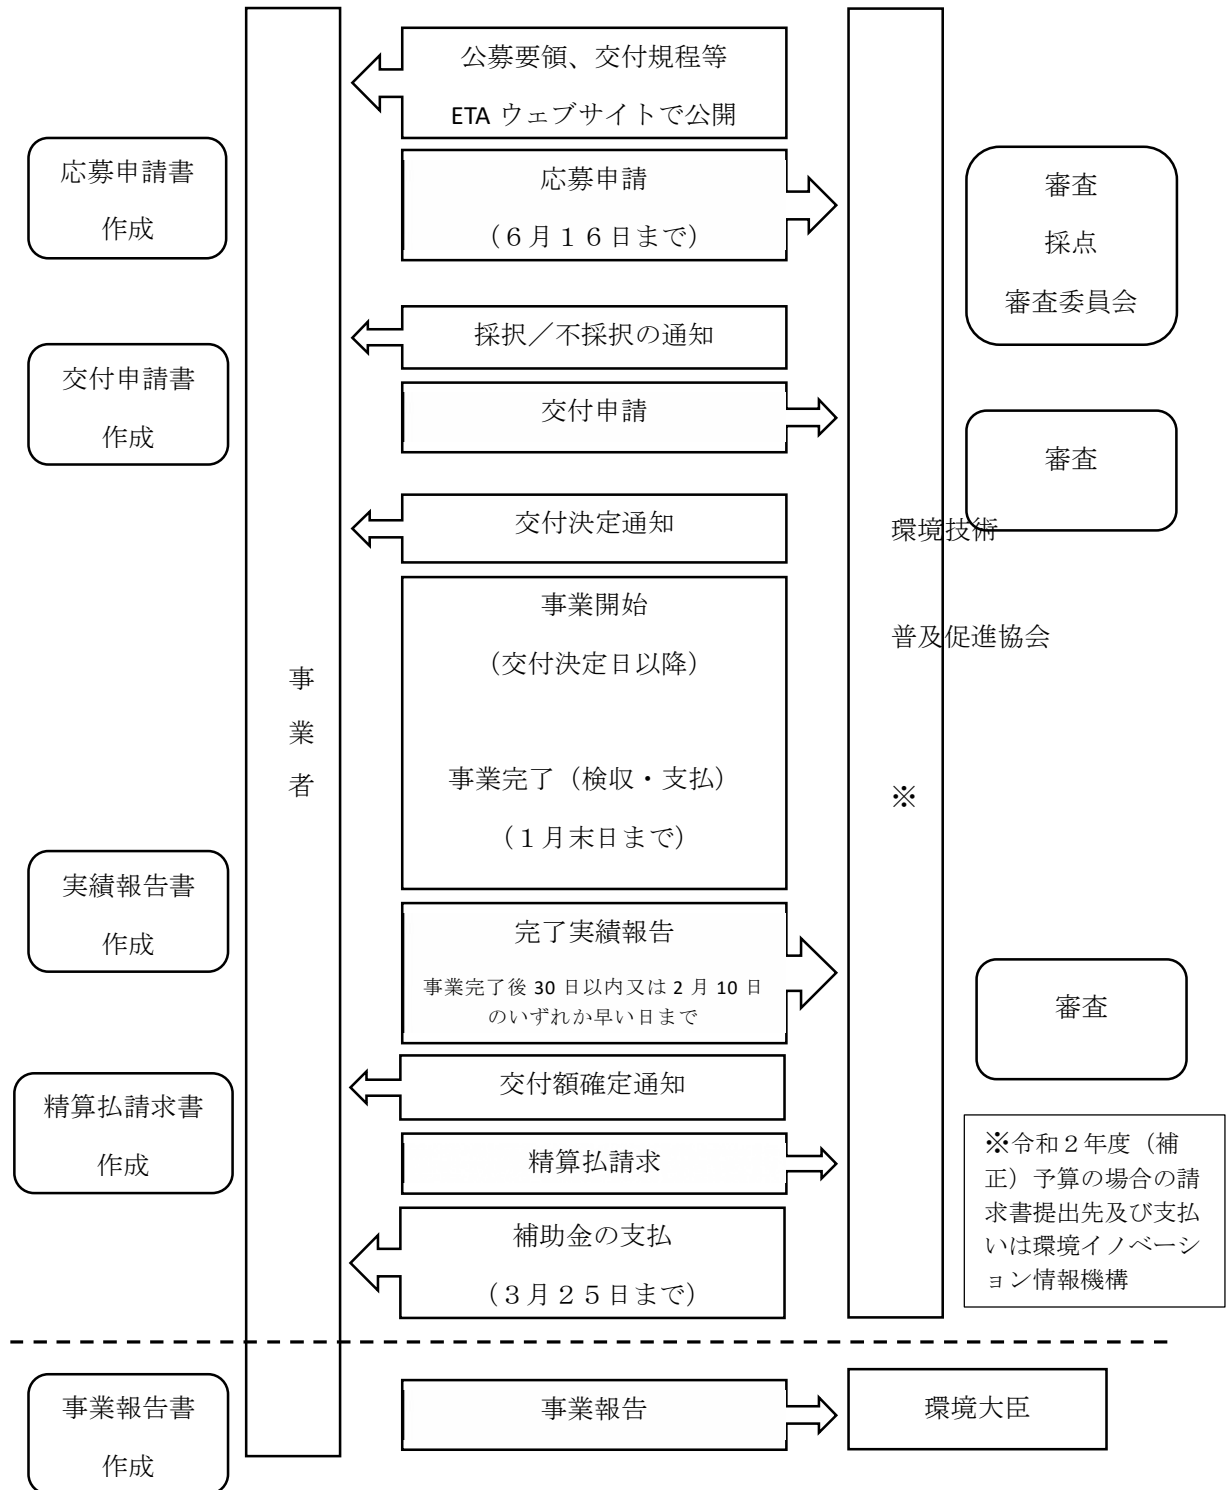 公募要領、交付規程等
ETA ウェブサイトで公開
応募申請書
作成
応募申請
（６月１６日まで）
審査
採点
審査委員会
採択／不採択の通知
交付申請書
作成
交付申請
審査
交付決定通知
環境技術
普及促進協会
※
事業開始
（交付決定日以降）
事業完了（検収・支払）
（１月末日まで）
事
業
者
実績報告書
作成
完了実績報告
事業完了後 30 日以内又は 2 月 10 日
のいずれか早い日まで
審査
交付額確定通知
精算払請求書
作成
精算払請求
※令和２年度（補
正）予算の場合の請
求書提出先及び支払
いは環境イノベーシ
ョン情報機構
補助金の支払
（３月２５日まで）
事業報告書
作成
事業報告
環境大臣